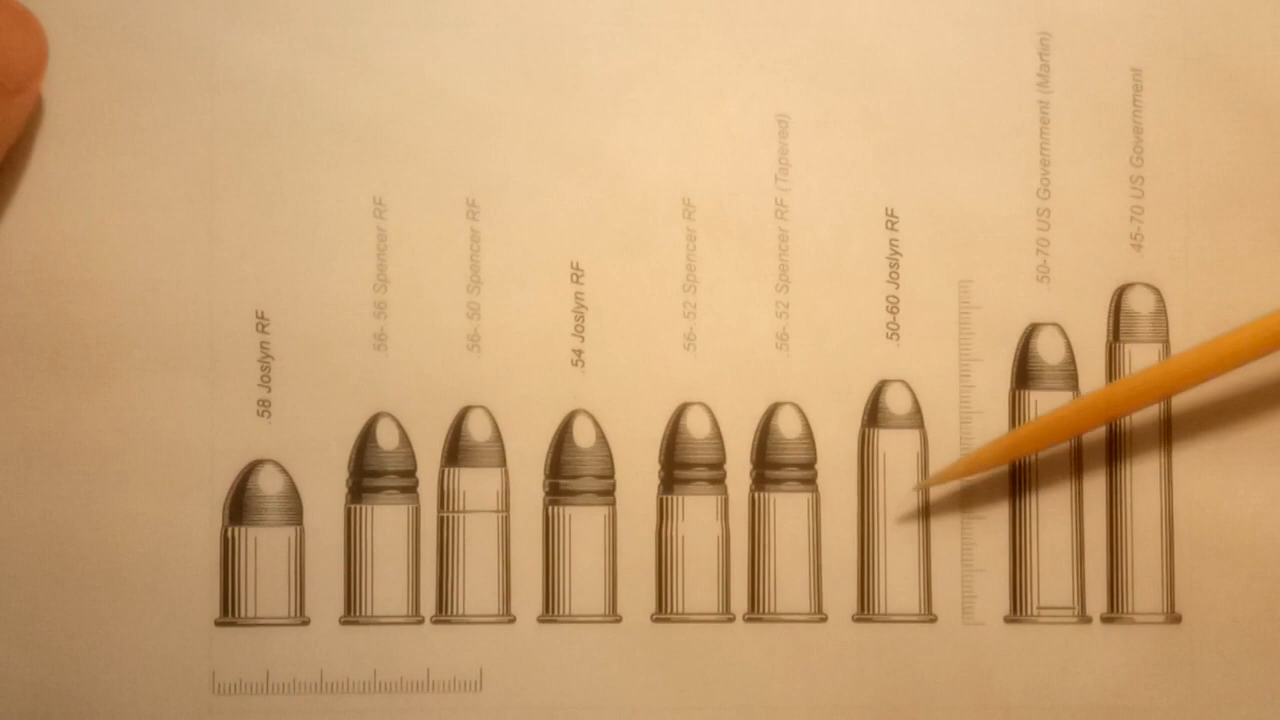 .58 Joslyn RF
.56-.56 Spencer RF
.56-.50 Spencer RF
.54 Joslyn RF
.56-.52 Spencer RF
.56-.52 Spencer RF (Tapered)
.50-60 Joslyn RF
.50-70 US Government (Martin)
.45-70 US Government